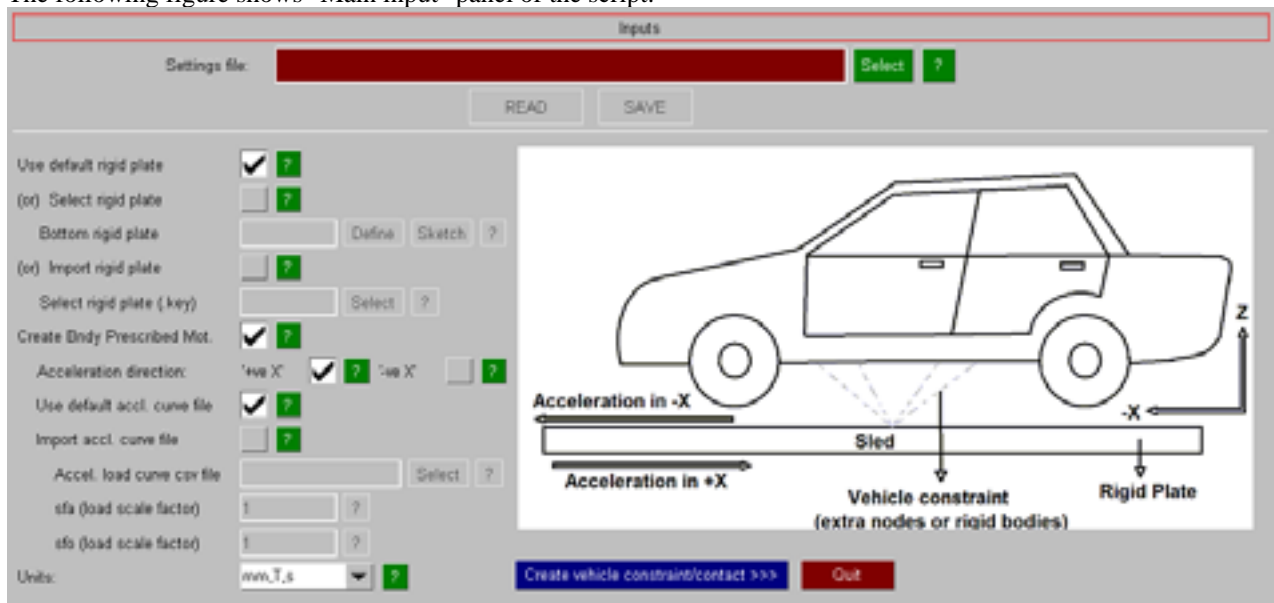 The following figure shows "Main input" panel of the script.
Inputs
Settings file: Select ?
READ SAVE
Use default rigid plate ?
(or) Select rigid plate ?
Bottom rigid plate Define Sketch ?
(or) Import rigid plate ?
Select rigid plate (.key) Select ?
Create Bndy Prescribed Mot. ?
Acceleration direction: '+ve X' ? '-ve X' ?
Use default accl. curve file ?
Import accl. curve file ?
Accel. load curve csv file Select ?
sfa (load scale factor) 1 ?
sfo (load scale factor) 1 ?
Units: mm,T,s ?
Z
-X
Acceleration in -X
Sled
Acceleration in +X
Vehicle constraint
(extra nodes or rigid bodies)
Rigid Plate
Create vehicle constraint/contact >>> Quit